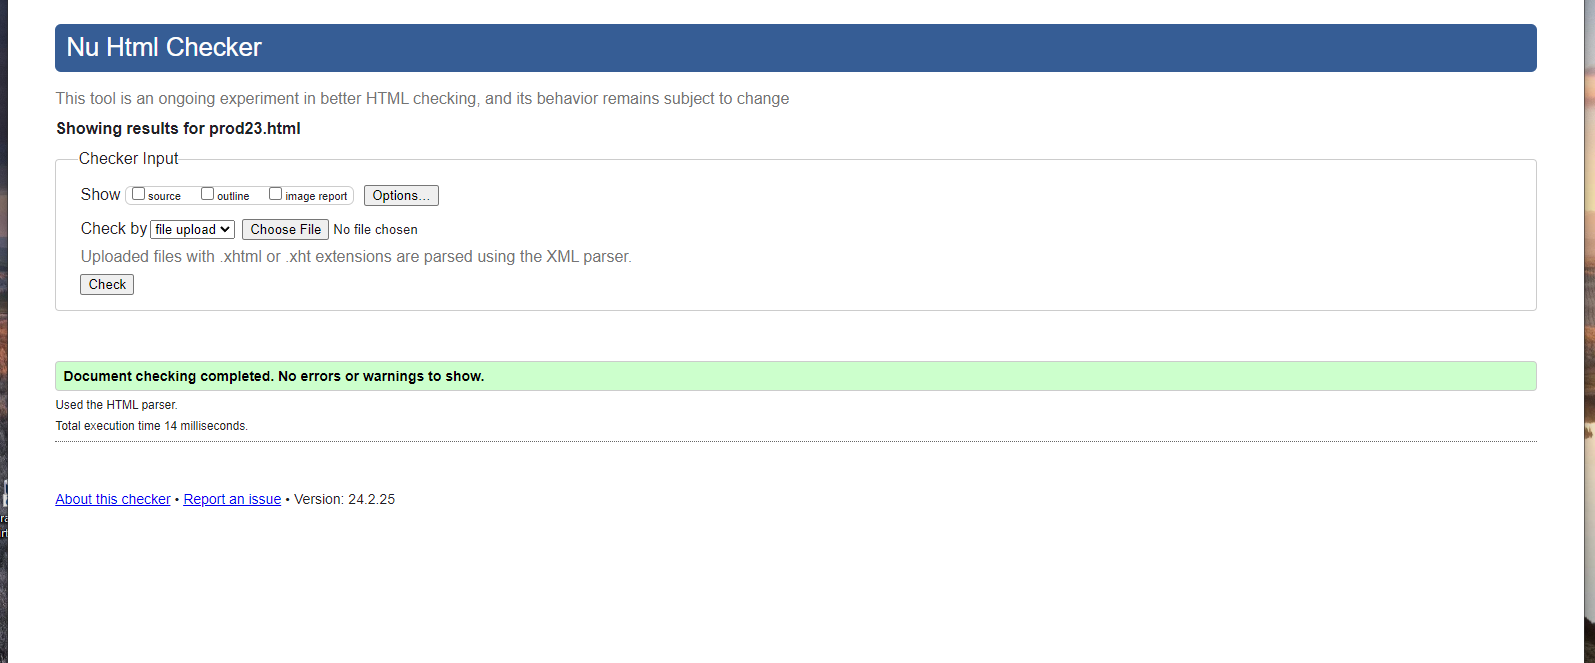 Nu Html Checker
This tool is an ongoing experiment in better HTML checking, and its behavior remains subject to change
Showing results for prod23.html
Checker Input
Show source outline image report Options...
Check by file upload Choose File No file chosen
Uploaded files with .xhtml or .xht extensions are parsed using the XML parser.
Check
Document checking completed. No errors or warnings to show.
Used the HTML parser.
Total execution time 14 milliseconds.
About this checker • Report an issue • Version: 24.2.25